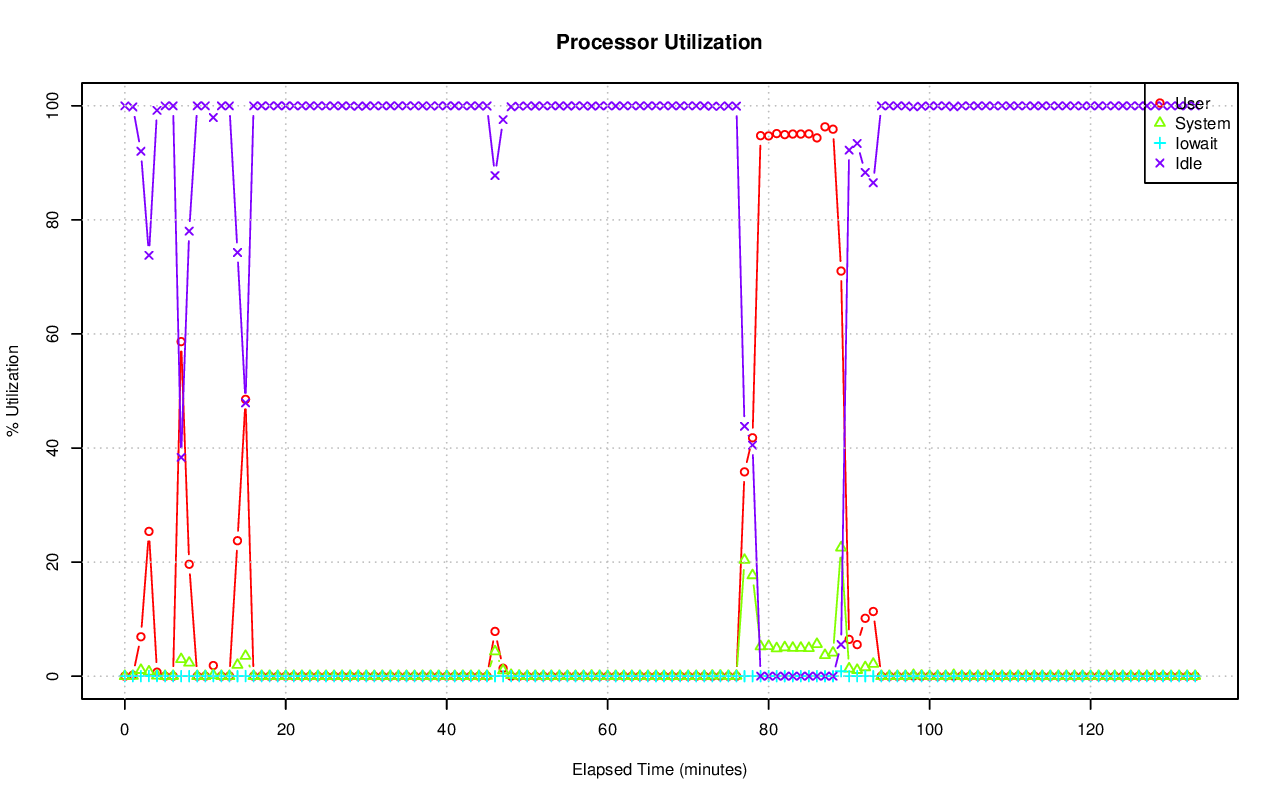 Processor Utilization
% Utilization
100
80
60
40
20
0
User
System
Iowait
Idle
0 20 40 60 80 100 120
Elapsed Time (minutes)